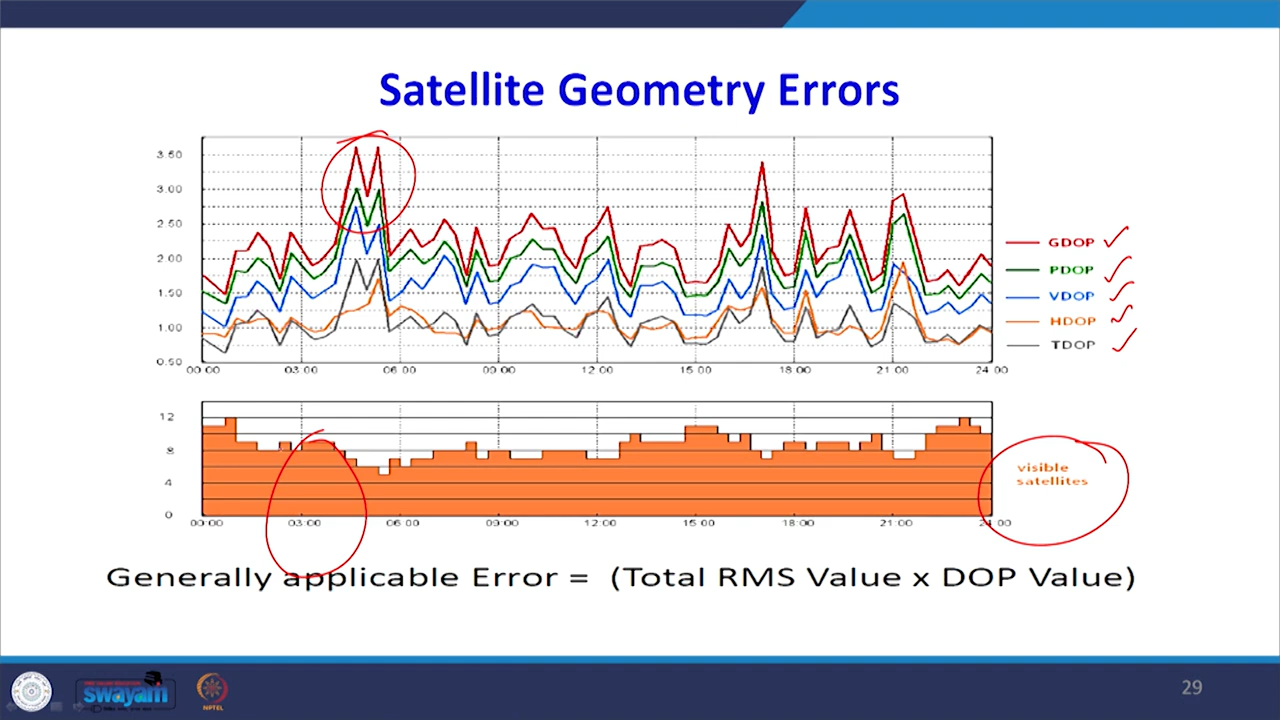 Satellite Geometry Errors
3.50
3.00
2.50
2.00
1.50
1.00
0.50
00:00 03:00 06:00 09:00 12:00 15:00 18:00 21:00 24:00
GDOP
PDOP
VDOP
HDOP
TDOP
12
8
4
0
00:00 03:00 06:00 09:00 12:00 15:00 18:00 21:00 24:00
visible
satellites
Generally applicable Error = (Total RMS Value x DOP Value)
swayam
NPTEL
29